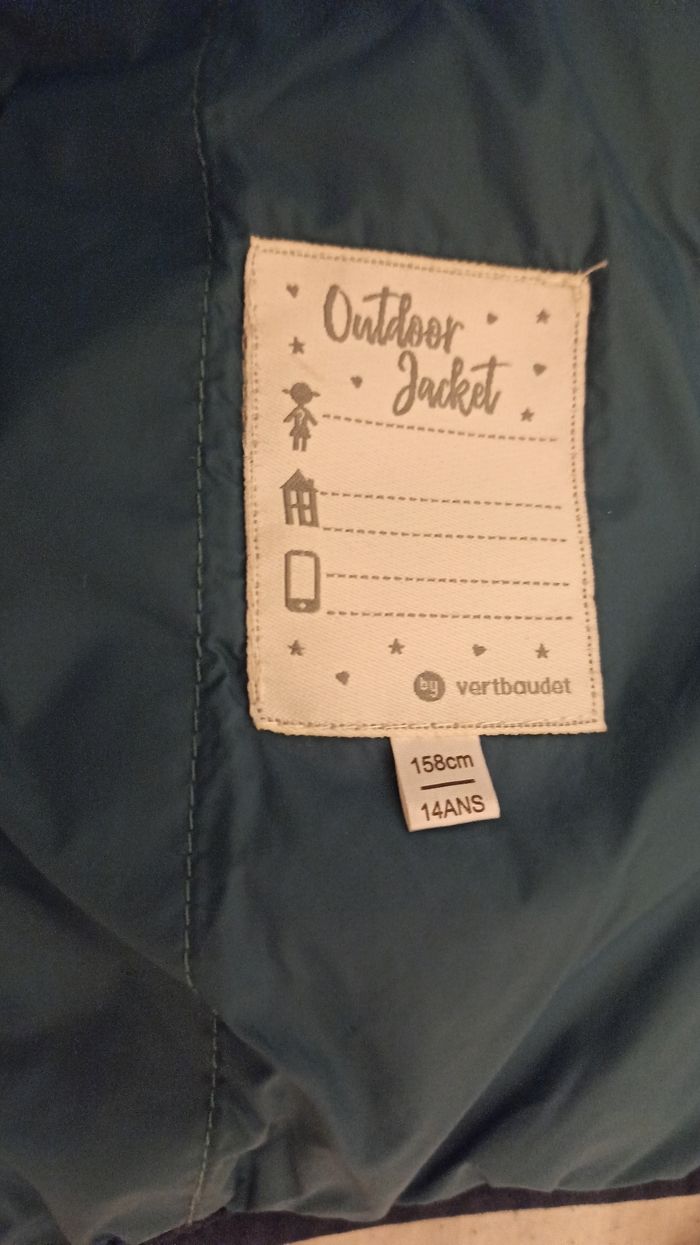 Outdoor
Jacket
by vertbaudet
158cm
14ANS